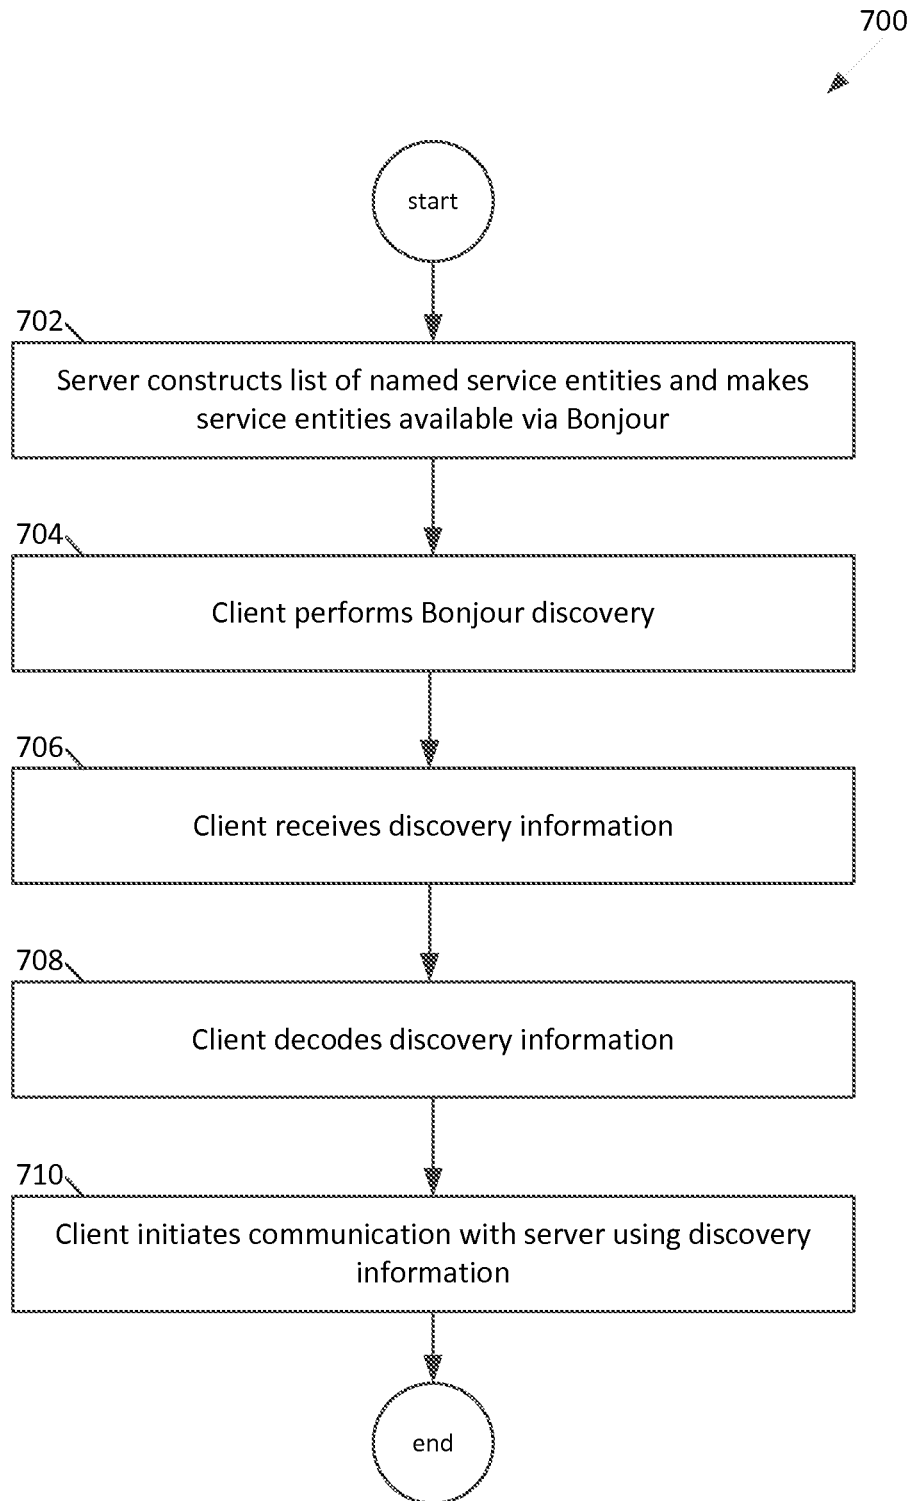 700
start
702
Server constructs list of named service entities and makes
service entities available via Bonjour
704
Client performs Bonjour discovery
706
Client receives discovery information
708
Client decodes discovery information
710
Client initiates communication with server using discovery
information
end